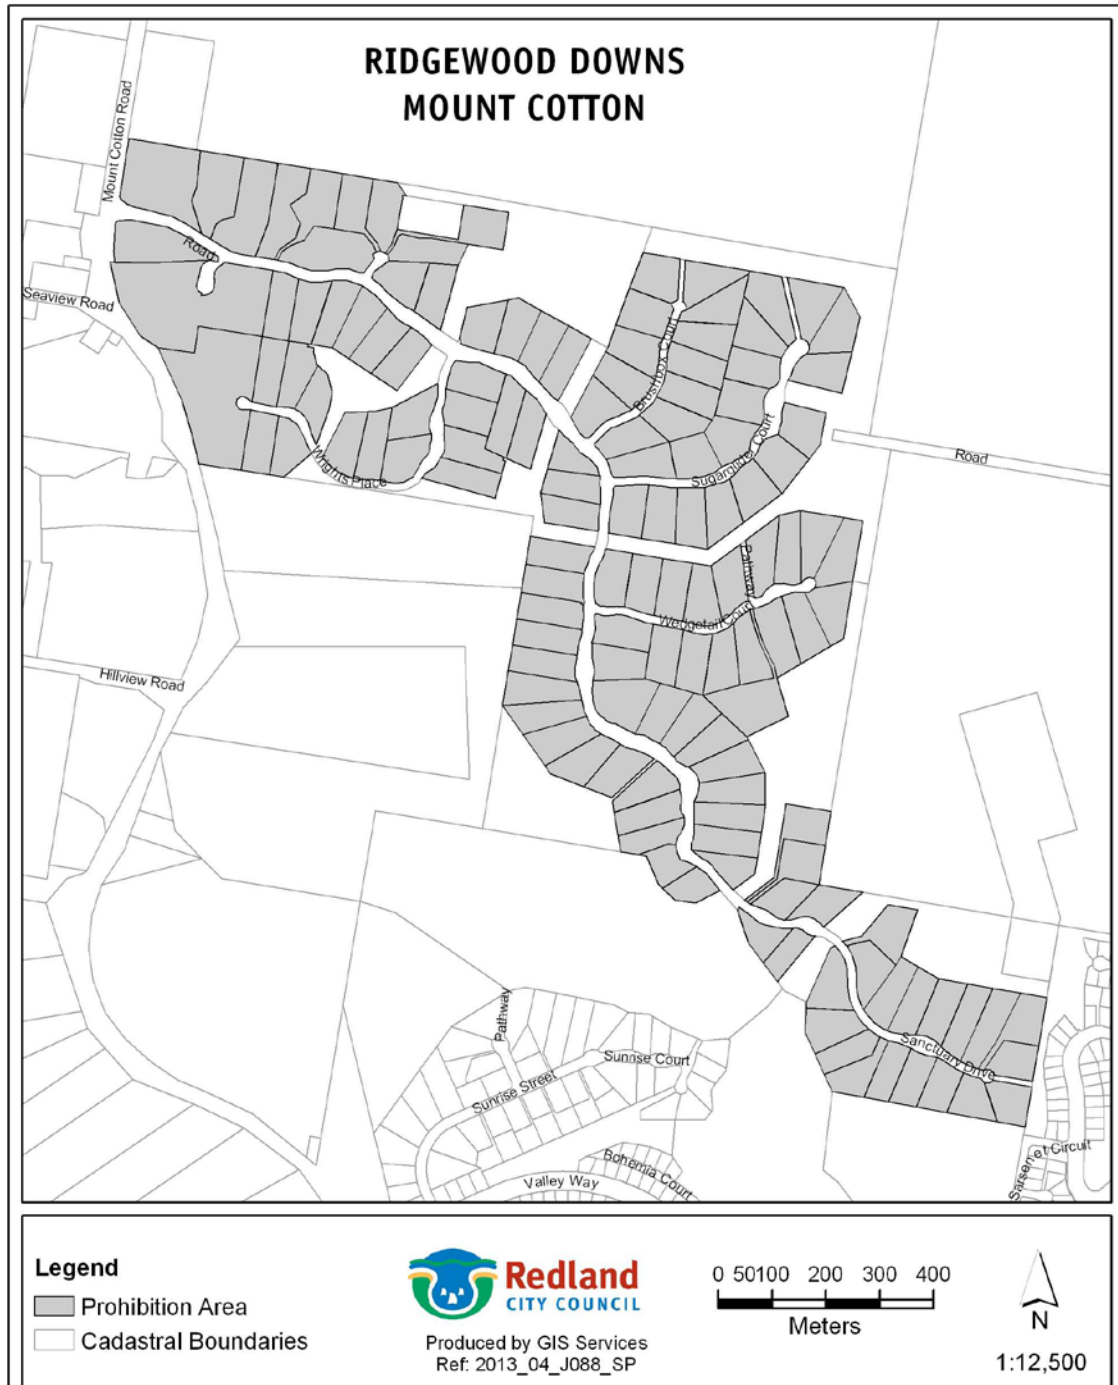 RIDGEWOOD DOWNS
MOUNT COTTON
Mount Cotton Road
Road
Seaview Road
Brushbox Court
Sugarglider Court
Road
Wrights Place
Pathway
Wedgetail Court
Hillview Road
Pathway
Sunrise Court
Sunrise Street
Sanctuary Drive
Bohemia Court
Valley Way
Sarsenet Circuit
Legend
Prohibition Area
Cadastral Boundaries
Redland
CITY COUNCIL
Produced by GIS Services
Ref: 2013_04_J088_SP
0 50100 200 300 400
Meters
N
1:12,500